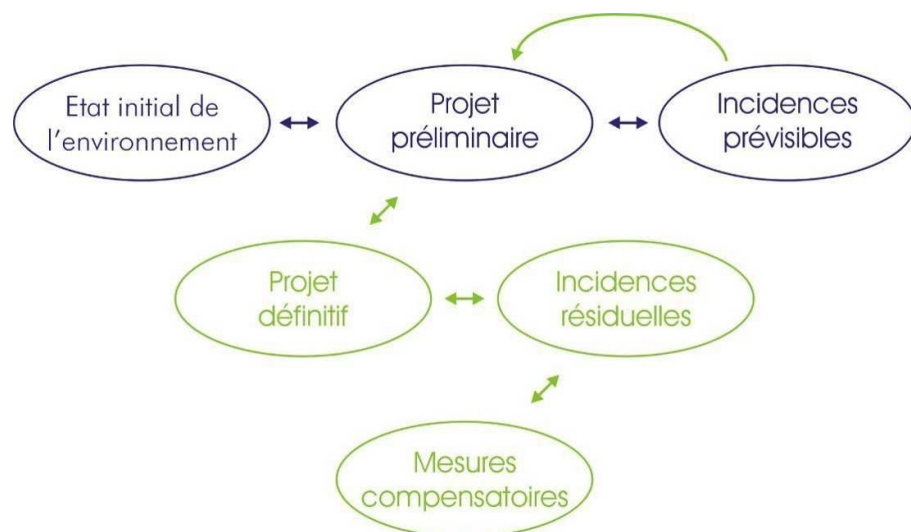 Etat initial de
l'environnement
Projet
préliminaire
Incidences
prévisibles
Projet
définitif
Incidences
résiduelles
Mesures
compensatoires